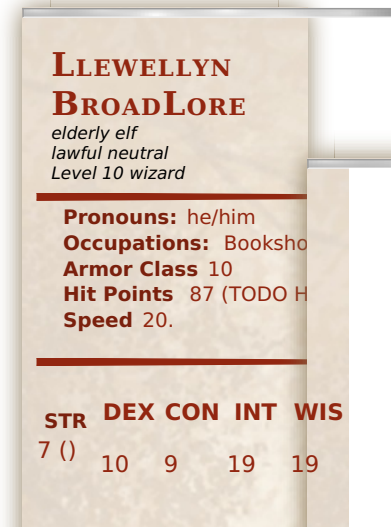 Llewellyn
BroadLore
elderly elf
lawful neutral
Level 10 wizard
Pronouns: he/him
Occupations:
Armor Class 10
Hit Points 87 (TODO
Speed 20.
STR DEX CON INT WIS
7 () 10 9 19 19